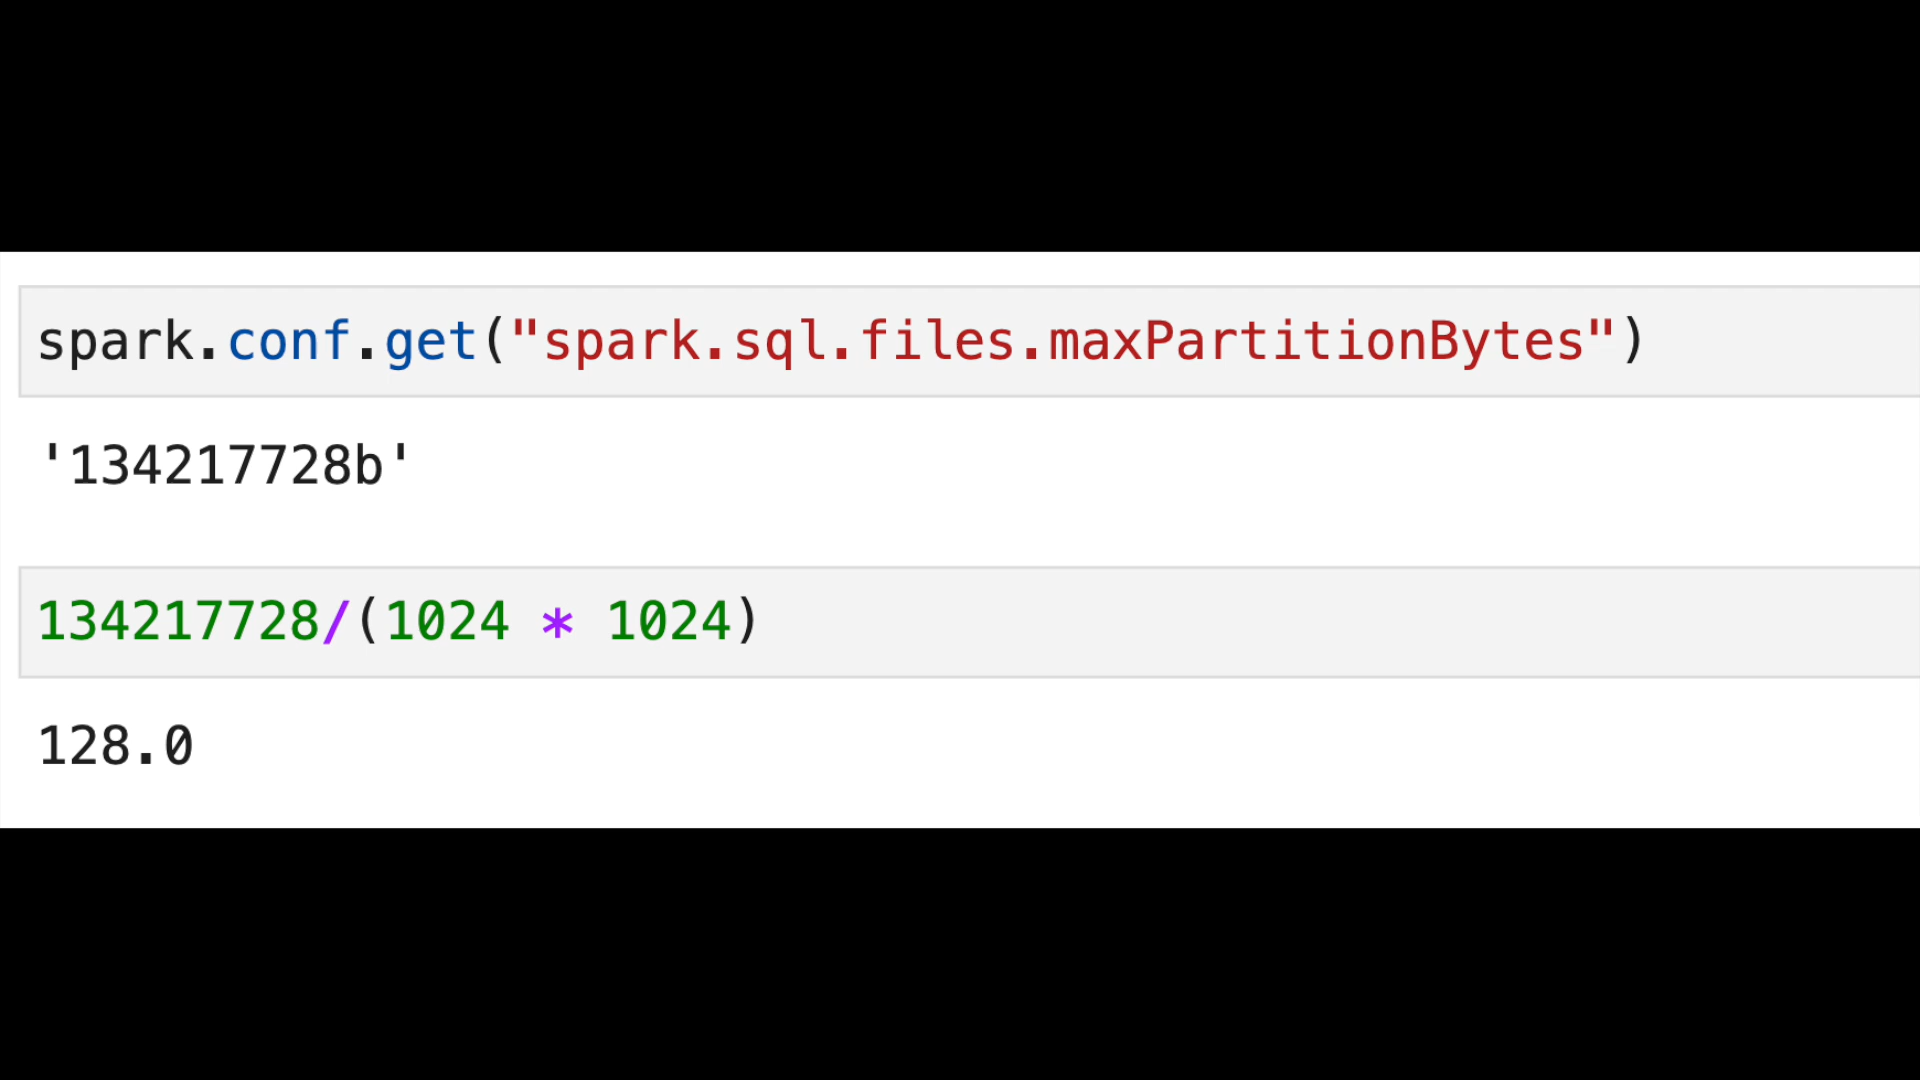 spark.conf.get("spark.sql.files.maxPartitionBytes")
'134217728b'
134217728/(1024 * 1024)
128.0